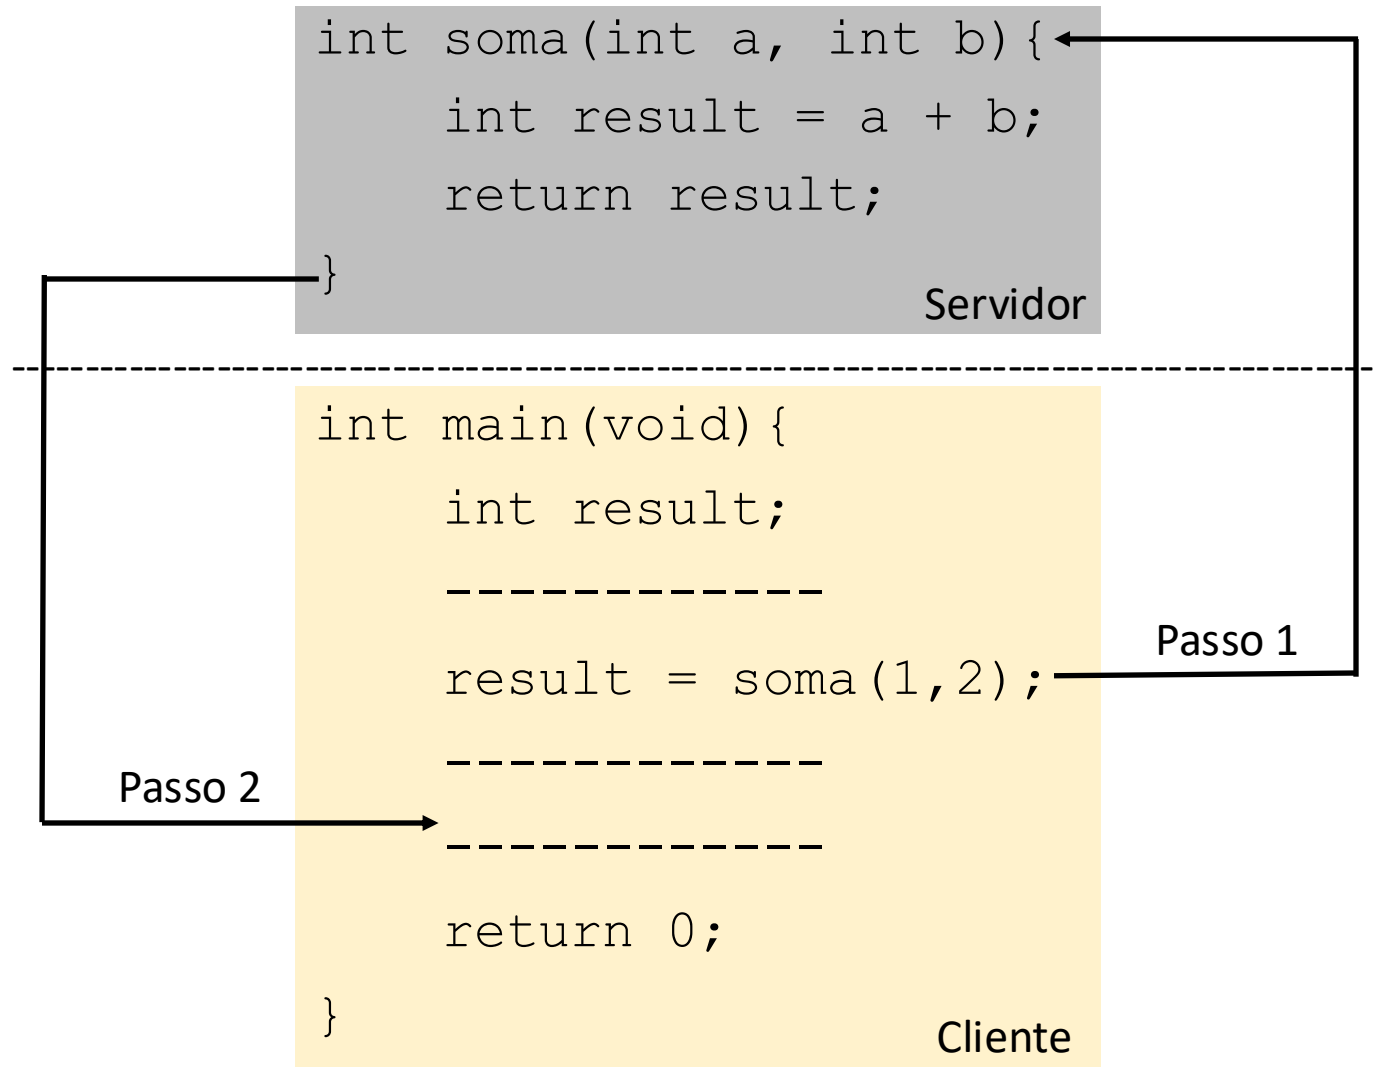 int soma(int a, int b){
int result = a + b;
return result;
}
Servidor
int main(void){
int result;
------------
result = soma(1,2);
Passo 1
------------
Passo 2
------------
return 0;
}
Cliente